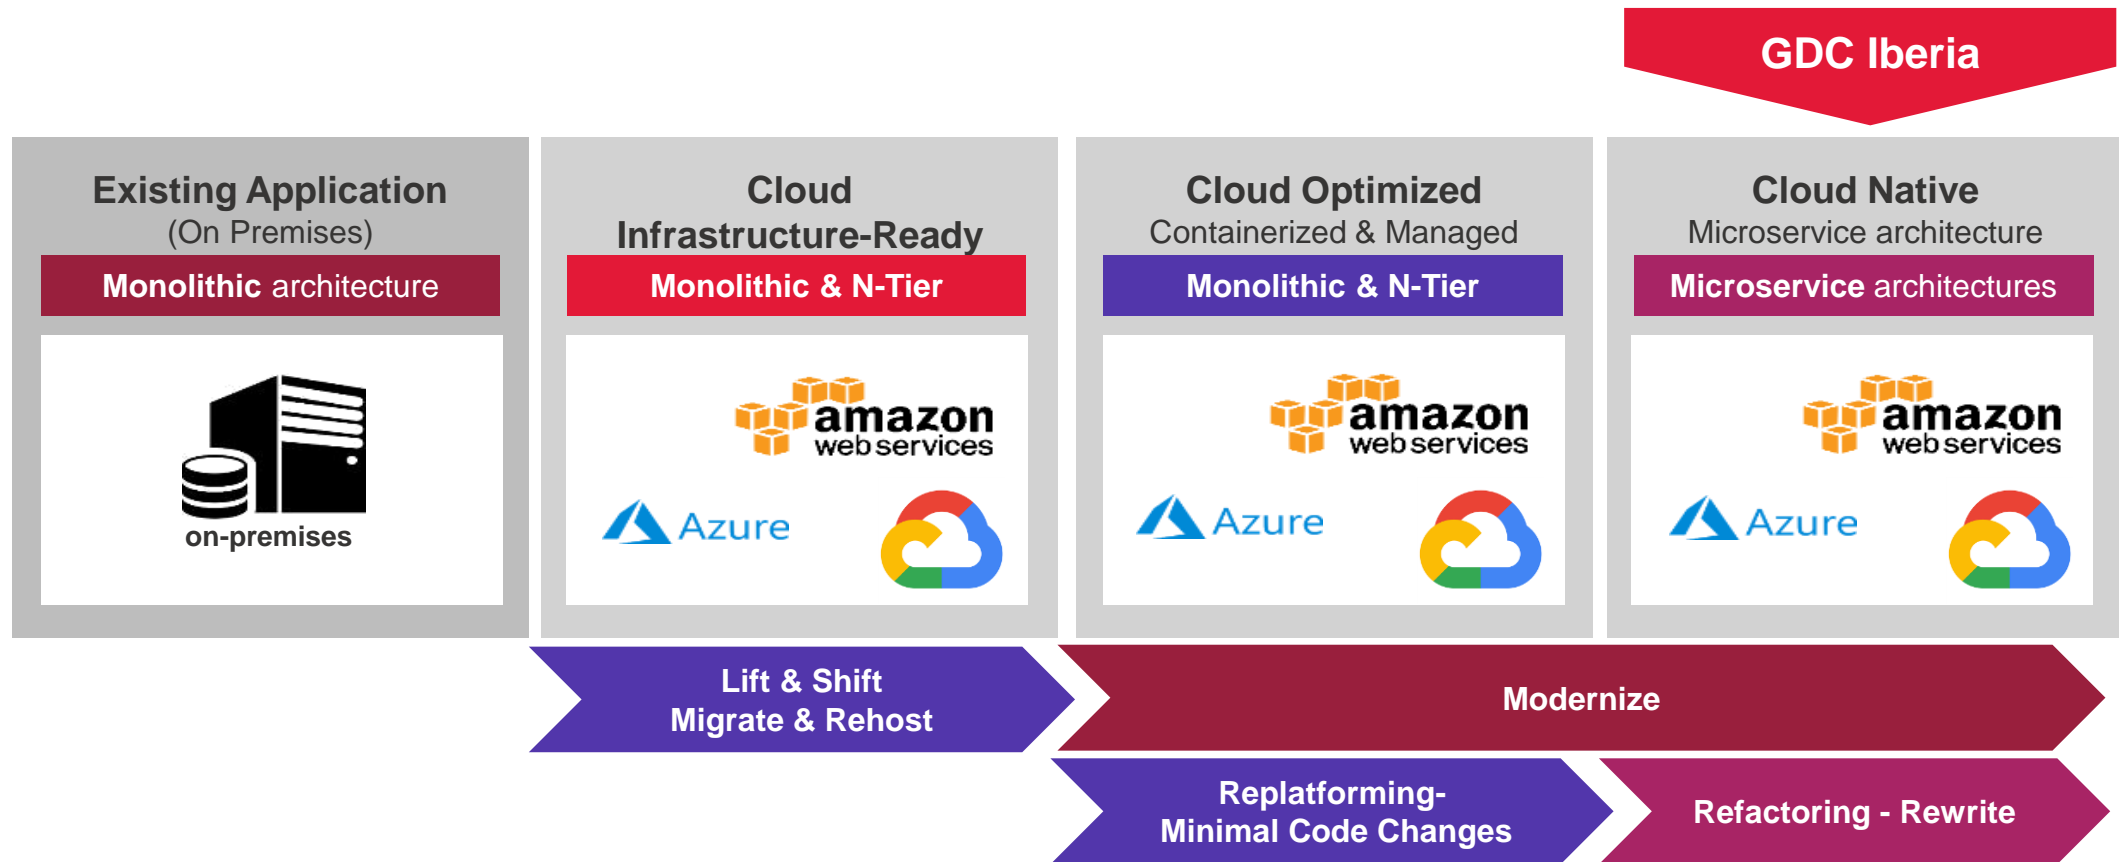 GDC Iberia
Existing Application
(On Premises)
Monolithic architecture
on-premises
Cloud
Infrastructure-Ready
Monolithic & N-Tier
amazon
web services
Azure
Cloud Optimized
Containerized & Managed
Monolithic & N-Tier
amazon
web services
Azure
Cloud Native
Microservice architecture
Microservice architectures
amazon
web services
Azure
Lift & Shift
Migrate & Rehost
Modernize
Replatforming-
Minimal Code Changes
Refactoring - Rewrite